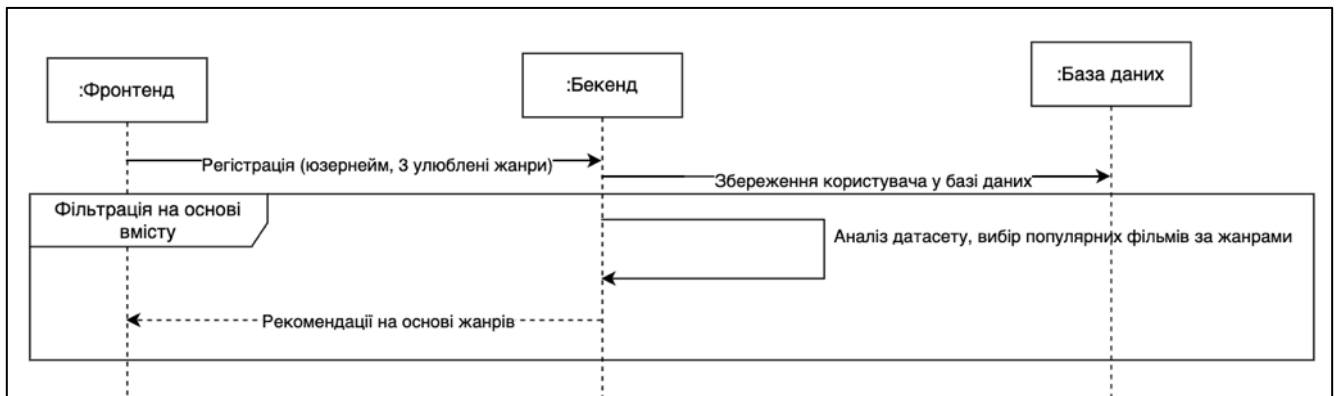 :Фронтенд
:Бекенд
:База даних
Регістрація (юзернейм, 3 улюблені жанри)
Збереження користувача у базі даних
Фільтрація на основі
вмісту
Аналіз датасету, вибір популярних фільмів за жанрами
Рекомендації на основі жанрів